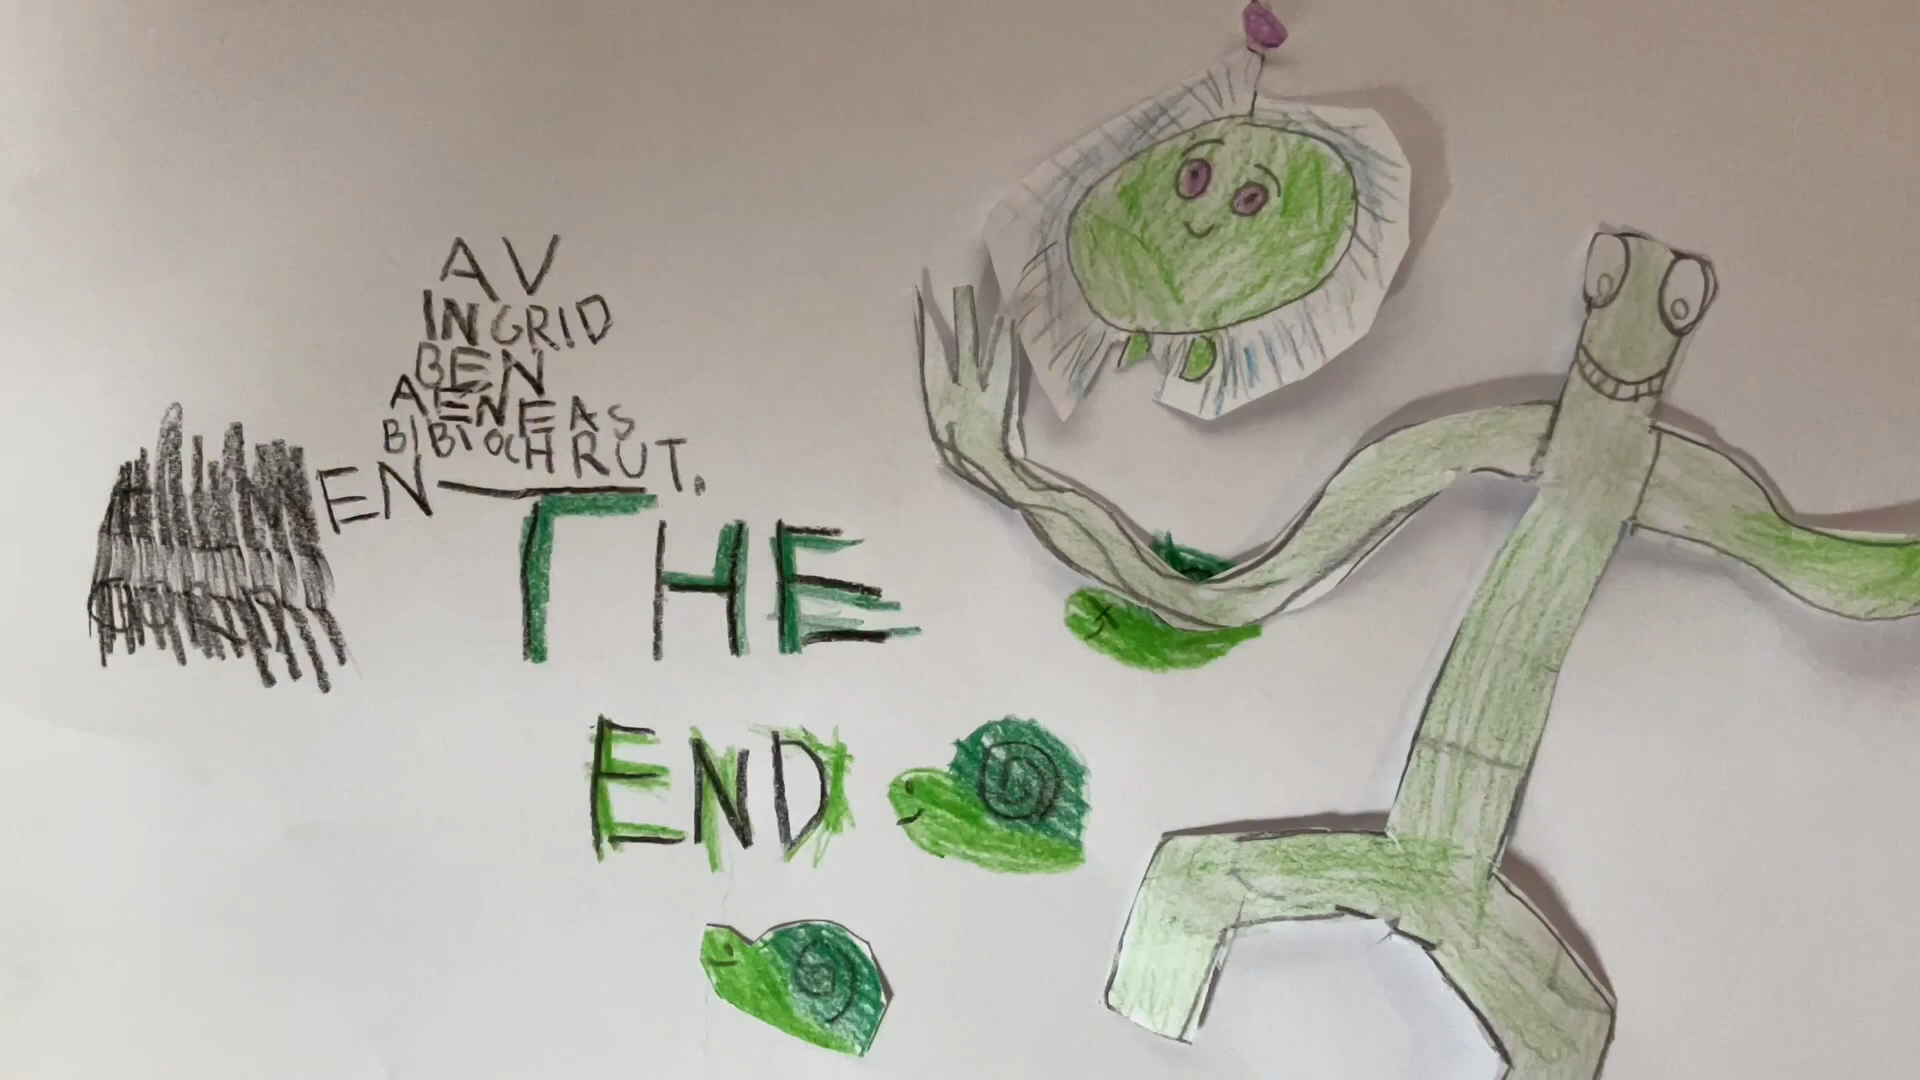 AV
INGRID
BEN
AENEAS
BIBI OCH RUT.
EN
THE
END